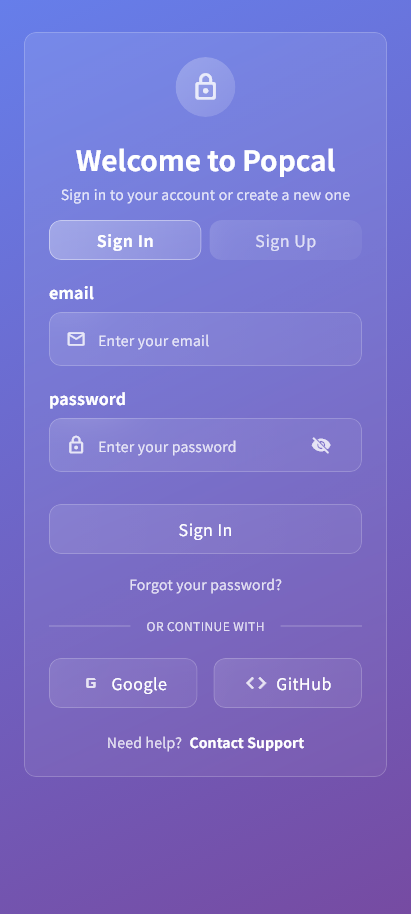 Welcome to Popcal
Sign in to your account or create a new one
Sign In Sign Up
email
Enter your email
password
Enter your password
Sign In
Forgot your password?
OR CONTINUE WITH
G Google GitHub
Need help? Contact Support